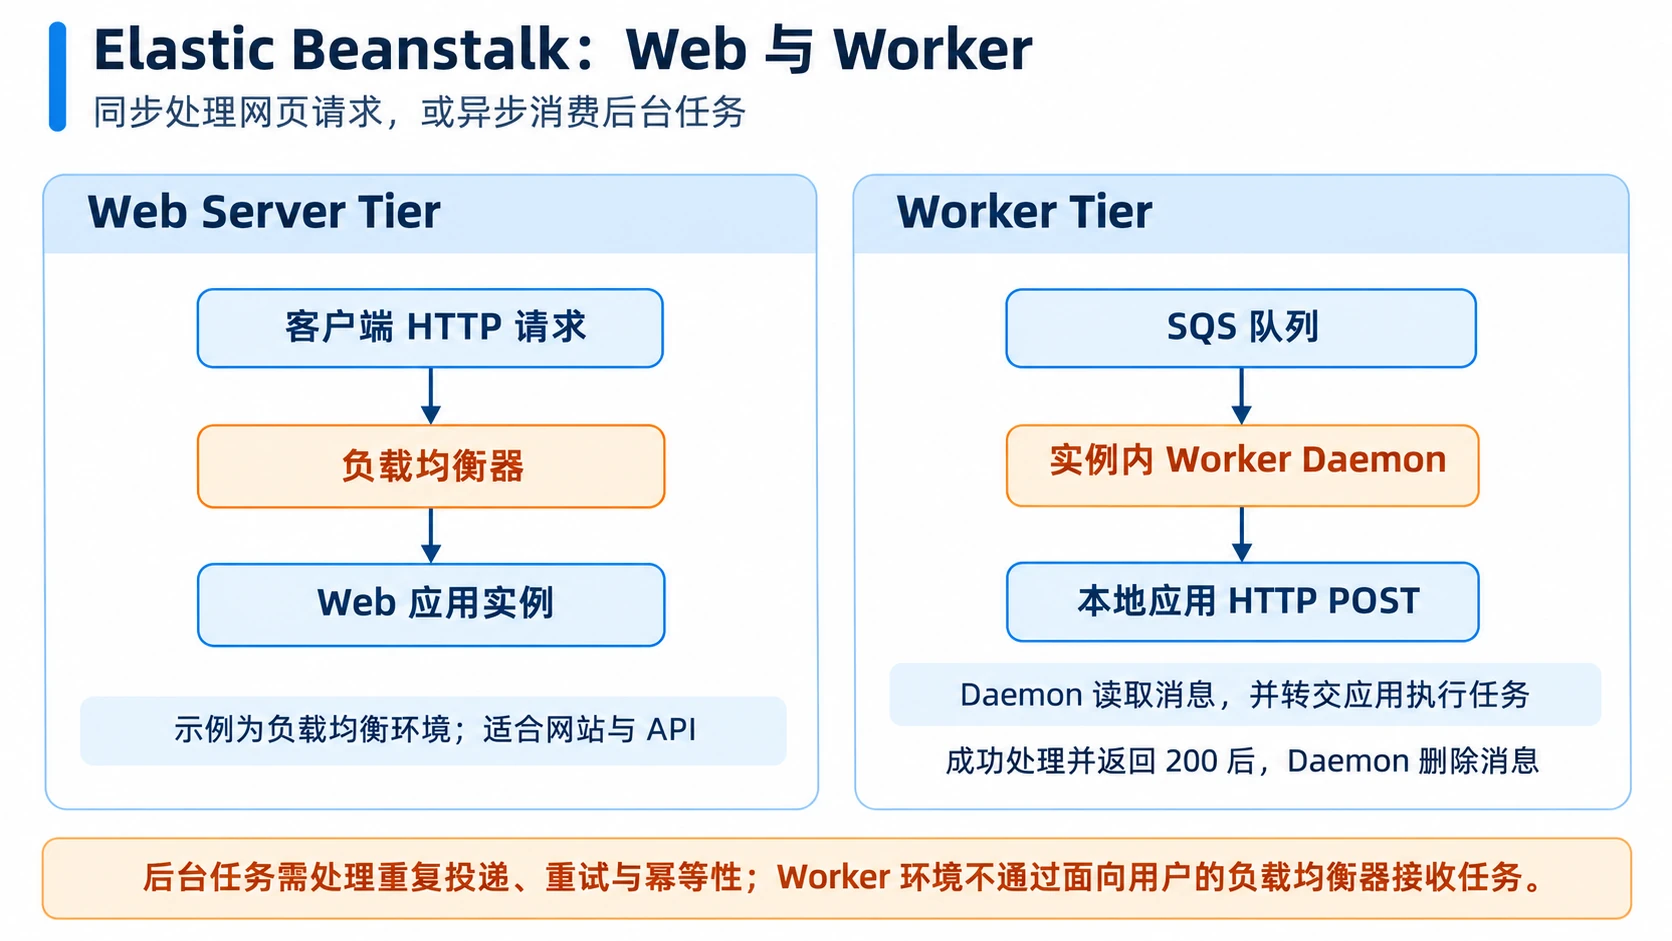 Elastic Beanstalk：Web 与 Worker
同步处理网页请求，或异步消费后台任务
Web Server Tier
客户端 HTTP 请求
负载均衡器
Web 应用实例
示例为负载均衡环境；适合网站与 API
Worker Tier
SQS 队列
实例内 Worker Daemon
本地应用 HTTP POST
Daemon 读取消息，并转交应用执行任务
成功处理并返回 200 后，Daemon 删除消息
后台任务需处理重复投递、重试与幂等性；Worker 环境不通过面向用户的负载均衡器接收任务。